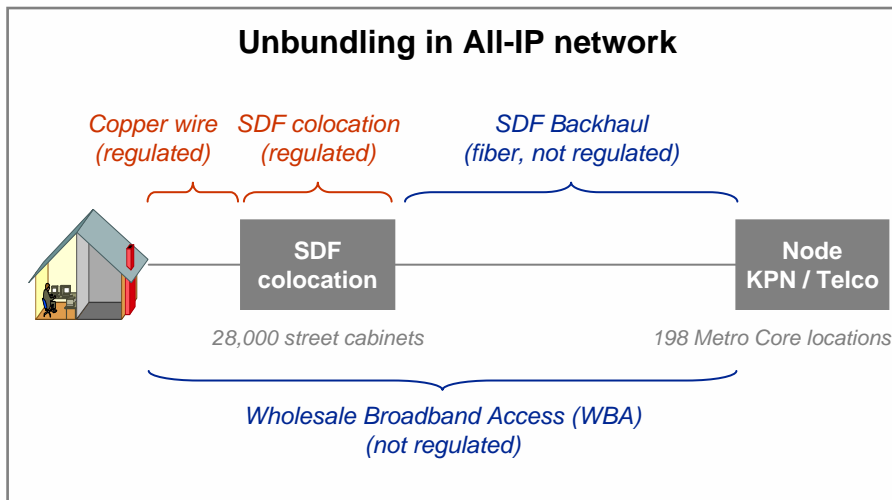 Unbundling in All-IP network
Copper wire
(regulated)
SDF colocation
(regulated)
SDF Backhaul
(fiber, not regulated)
SDF
colocation
Node
KPN / Telco
28,000 street cabinets
198 Metro Core locations
Wholesale Broadband Access (WBA)
(not regulated)